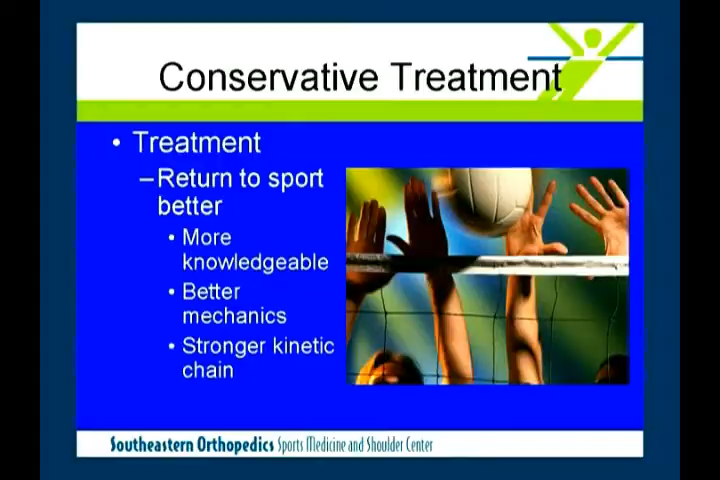 Conservative Treatment
• Treatment
–Return to sport
better
• More
knowledgeable
• Better
mechanics
• Stronger kinetic
chain
Southeastern Orthopedics Sports Medicine and Shoulder Center